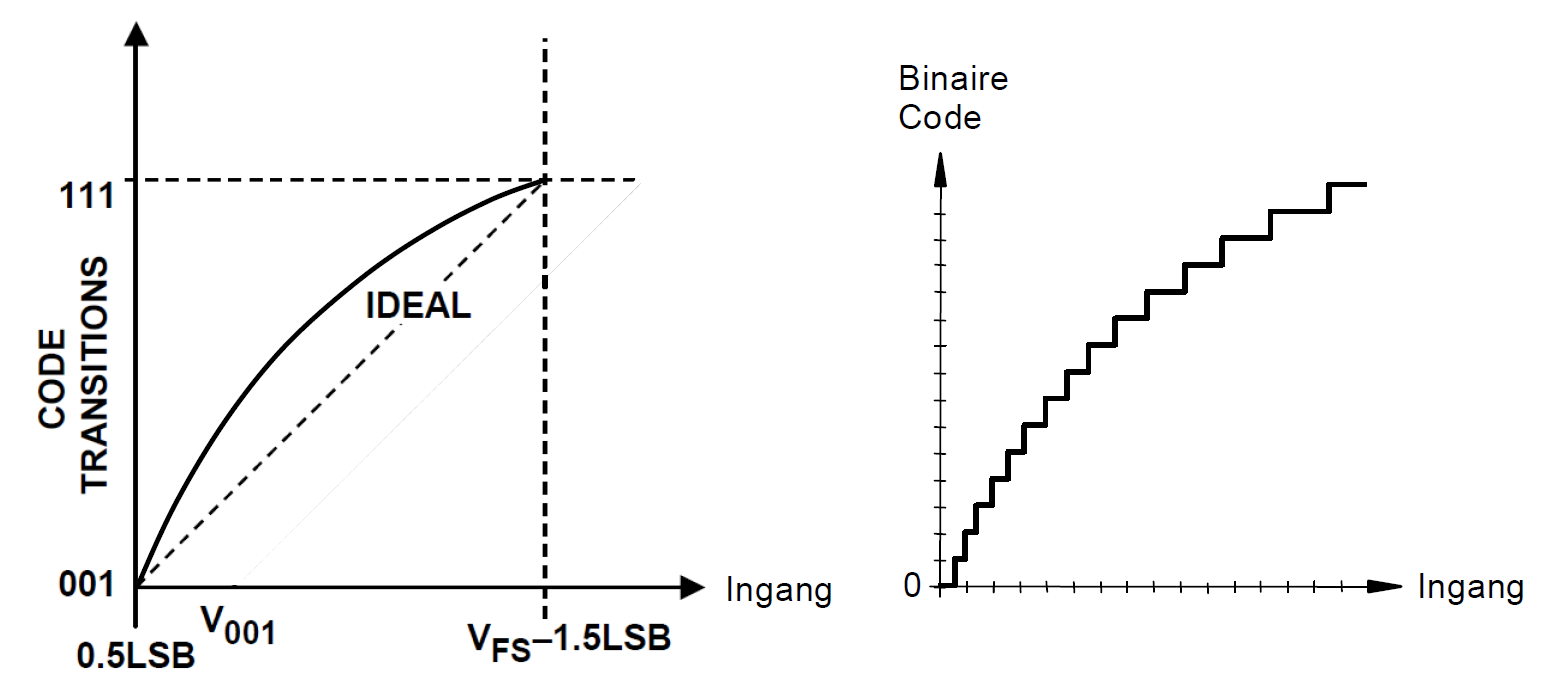 111
CODE
TRANSITIONS
IDEAL
001
V001
0.5LSB
VFS–1.5LSB
Ingang
Binaire
Code
0
Ingang